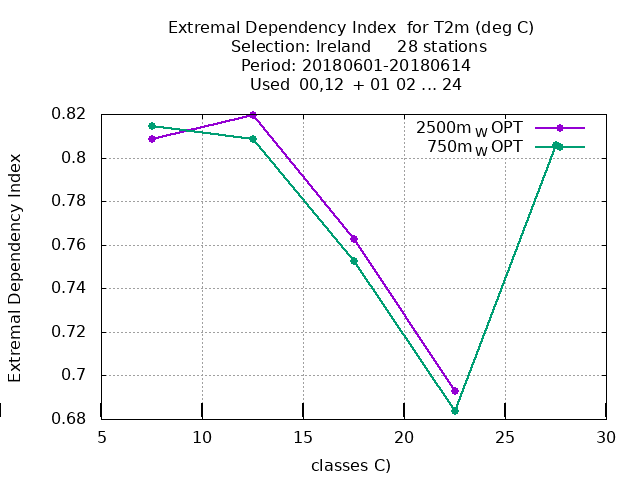 Extremal Dependency Index  for T2m (deg C)
Selection: Ireland     28 stations
Period: 20180601-20180614
Used  00,12  + 01 02 ... 24
2500m W OPT
750m W OPT
0.82
0.8
0.78
0.76
0.74
0.72
0.7
0.68
Extremal Dependency Index
5 10 15 20 25 30
classes C)